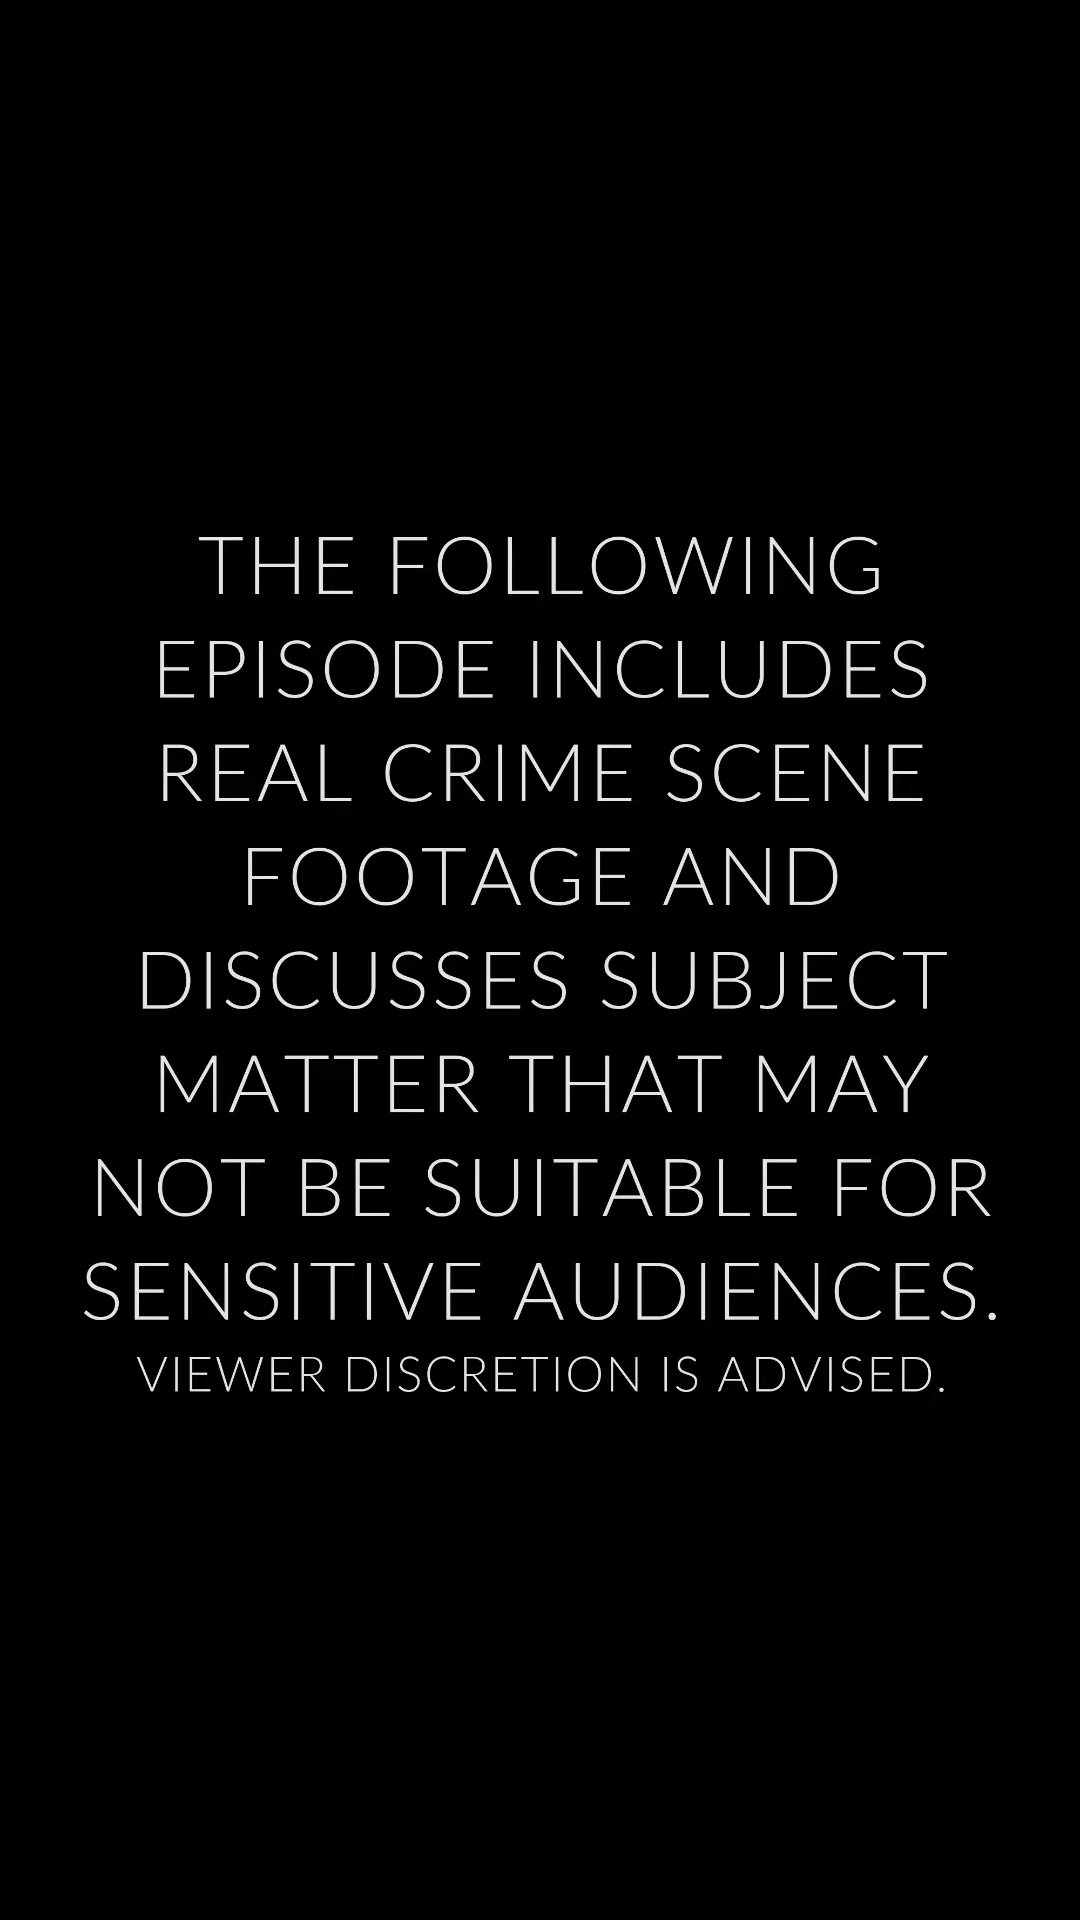 THE FOLLOWING
EPISODE INCLUDES
REAL CRIME SCENE
FOOTAGE AND
DISCUSSES SUBJECT
MATTER THAT MAY
NOT BE SUITABLE FOR
SENSITIVE AUDIENCES.
VIEWER DISCRETION IS ADVISED.